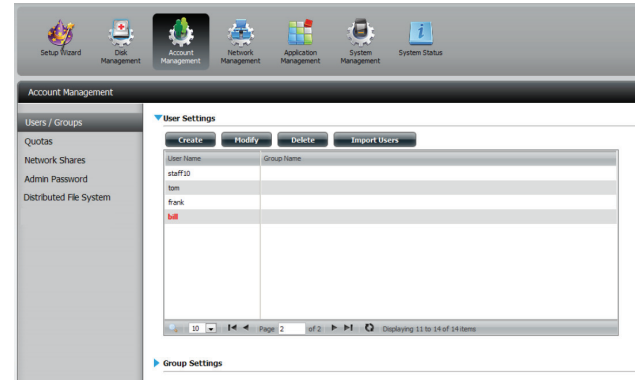 Setup Wizard
Disk Management
Account Management
Network Management
Application Management
System Management
System Status
Account Management
Users / Groups
Quotas
Network Shares
Admin Password
Distributed File System
User Settings
Create Modify Delete Import Users
User Name Group Name
staff10
tom
frank
bill
10 Page 2 of 2 Displaying 11 to 14 of 14 items
Group Settings